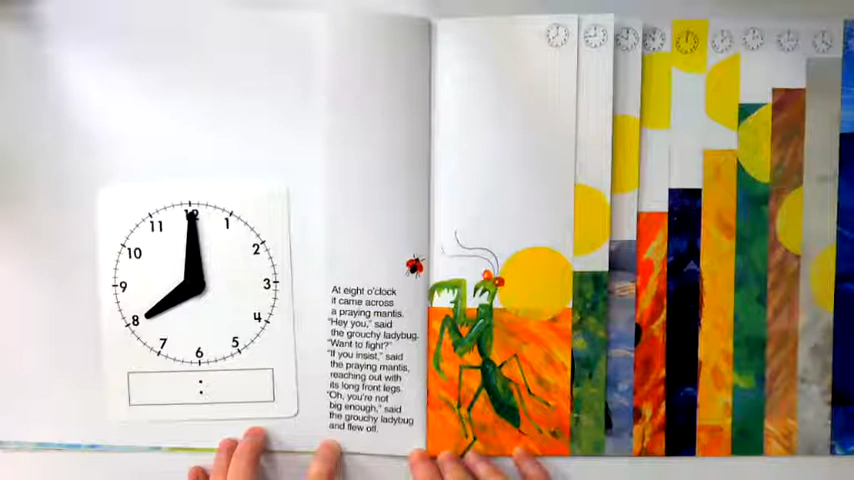 12
11
1
10
2
9
3
8
4
7
5
6
:
At eight o'clock
it came across
a praying mantis.
"Hey you," said
the grouchy ladybug.
"Want to fight?"
"If you insist," said
the praying mantis,
reaching out with
its long front legs.
"Oh, you're not
big enough," said
the grouchy ladybug
and flew off.